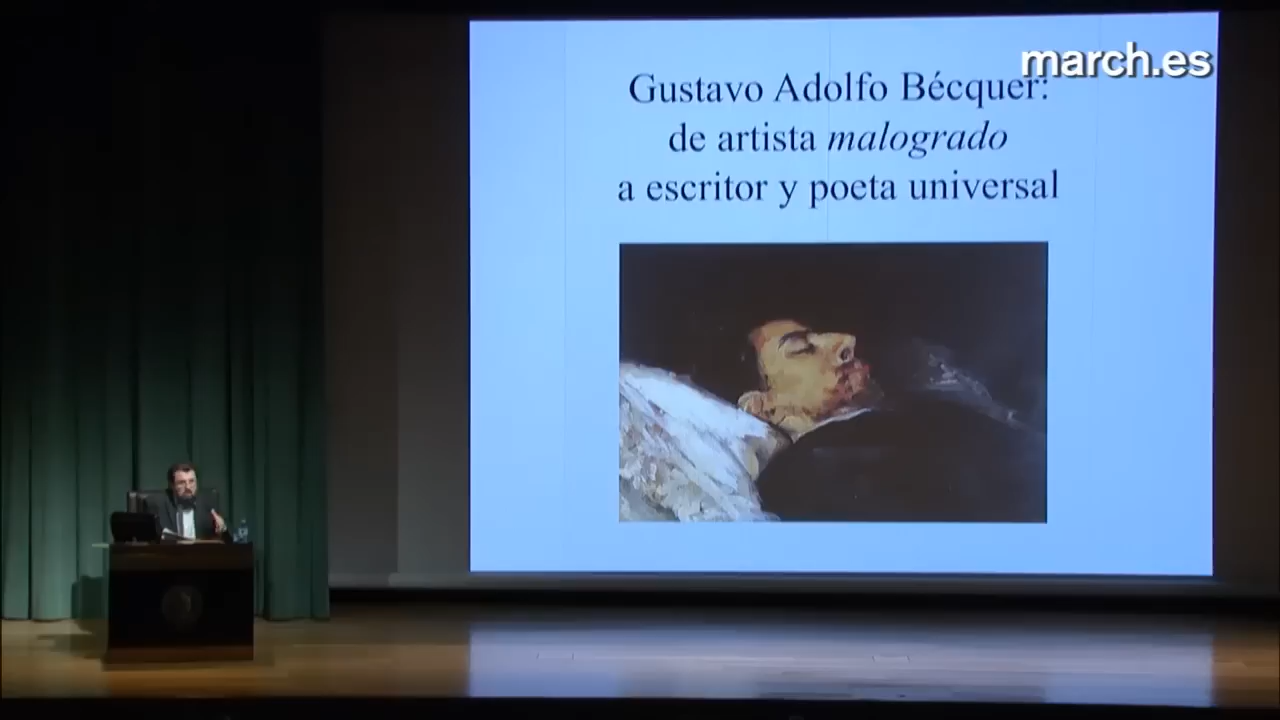 march.es
Gustavo Adolfo Bécquer:
de artista malogrado
a escritor y poeta universal